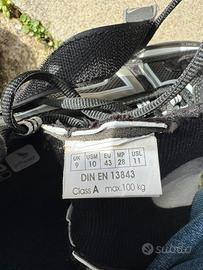 UK USM EU MP USL
9 10 43 28 11
DIN EN 13843
Class A max.100 kg
subito